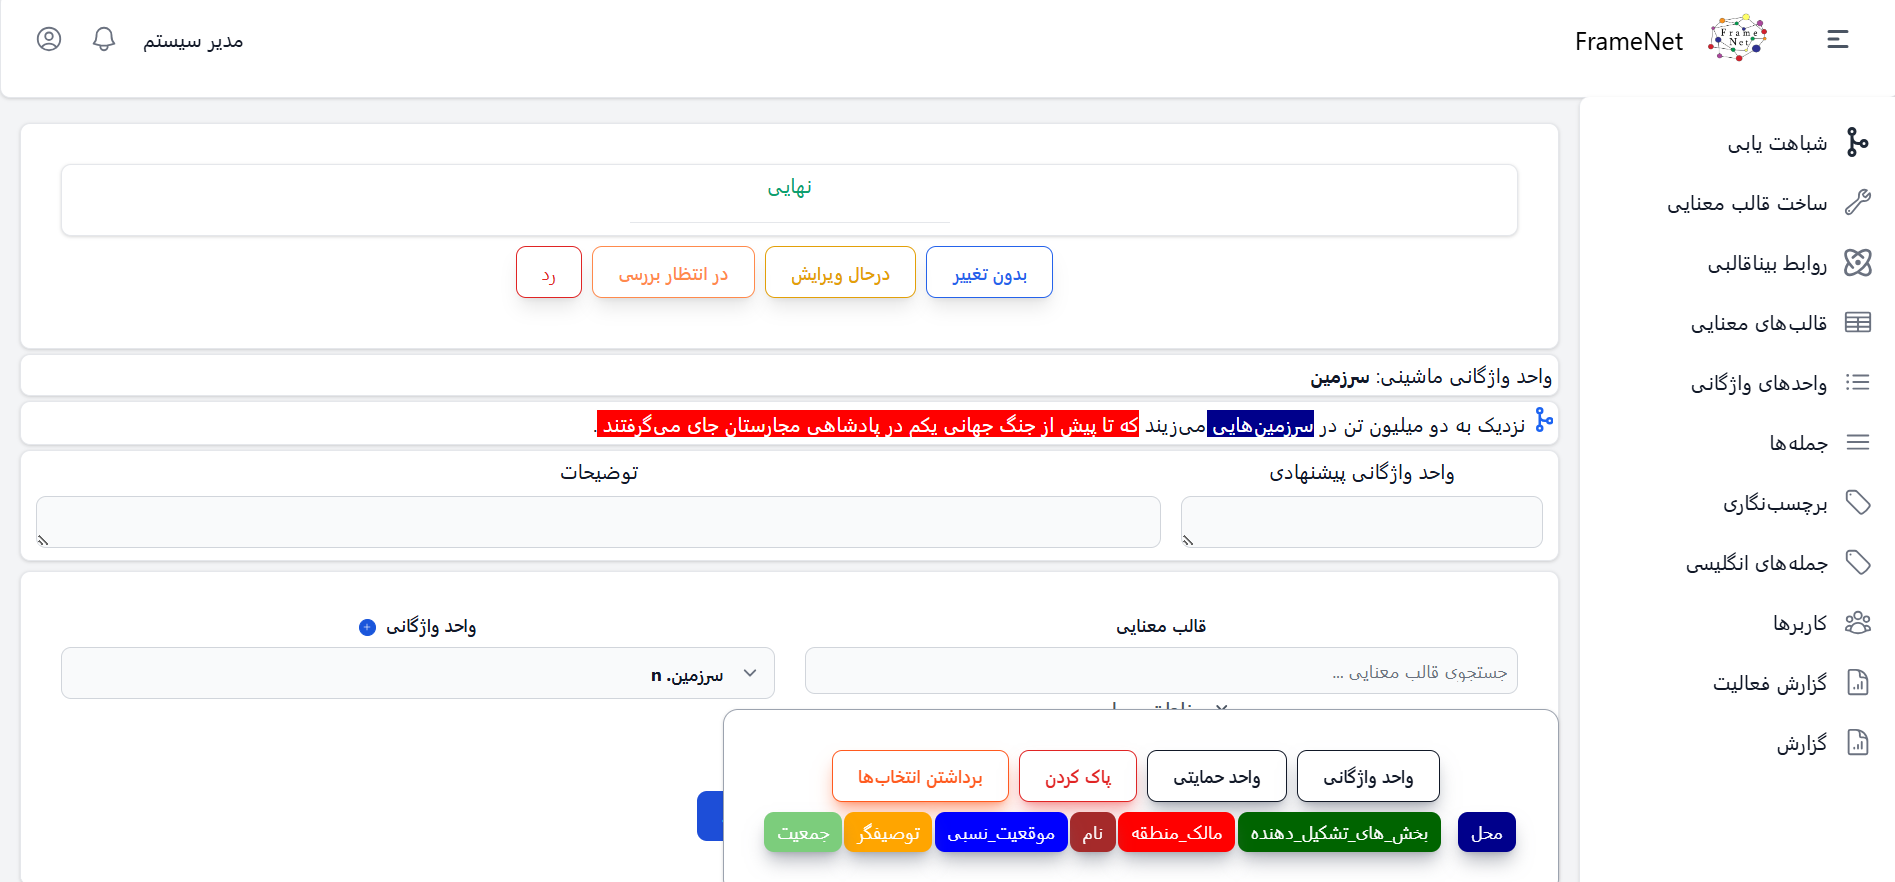 FrameNet
Frame Net
مدیر سیستم
شباهت یابی
ساخت قالب معنایی
روابط بیناقالبی
قالب‌های معنایی
واحدهای واژگانی
جمله‌ها
برچسب‌نگاری
جمله‌های انگلیسی
کاربرها
گزارش فعالیت
گزارش
نهایی
بدون تغییر درحال ویرایش در انتظار بررسی رد
واحد واژگانی ماشینی: سرزمین
نزدیک به دو میلیون تن در سرزمین‌هایی می‌زیند که تا پیش از جنگ جهانی یکم در پادشاهی مجارستان جای می‌گرفتند .
واحد واژگانی پیشنهادی توضیحات
قالب معنایی واحد واژگانی
جستجوی قالب معنایی ... سرزمین. n
واحد واژگانی واحد حمایتی پاک کردن برداشتن انتخاب‌ها
محل بخش_های_تشکیل_دهنده مالک_منطقه نام موقعیت_نسبی توصیفگر جمعیت